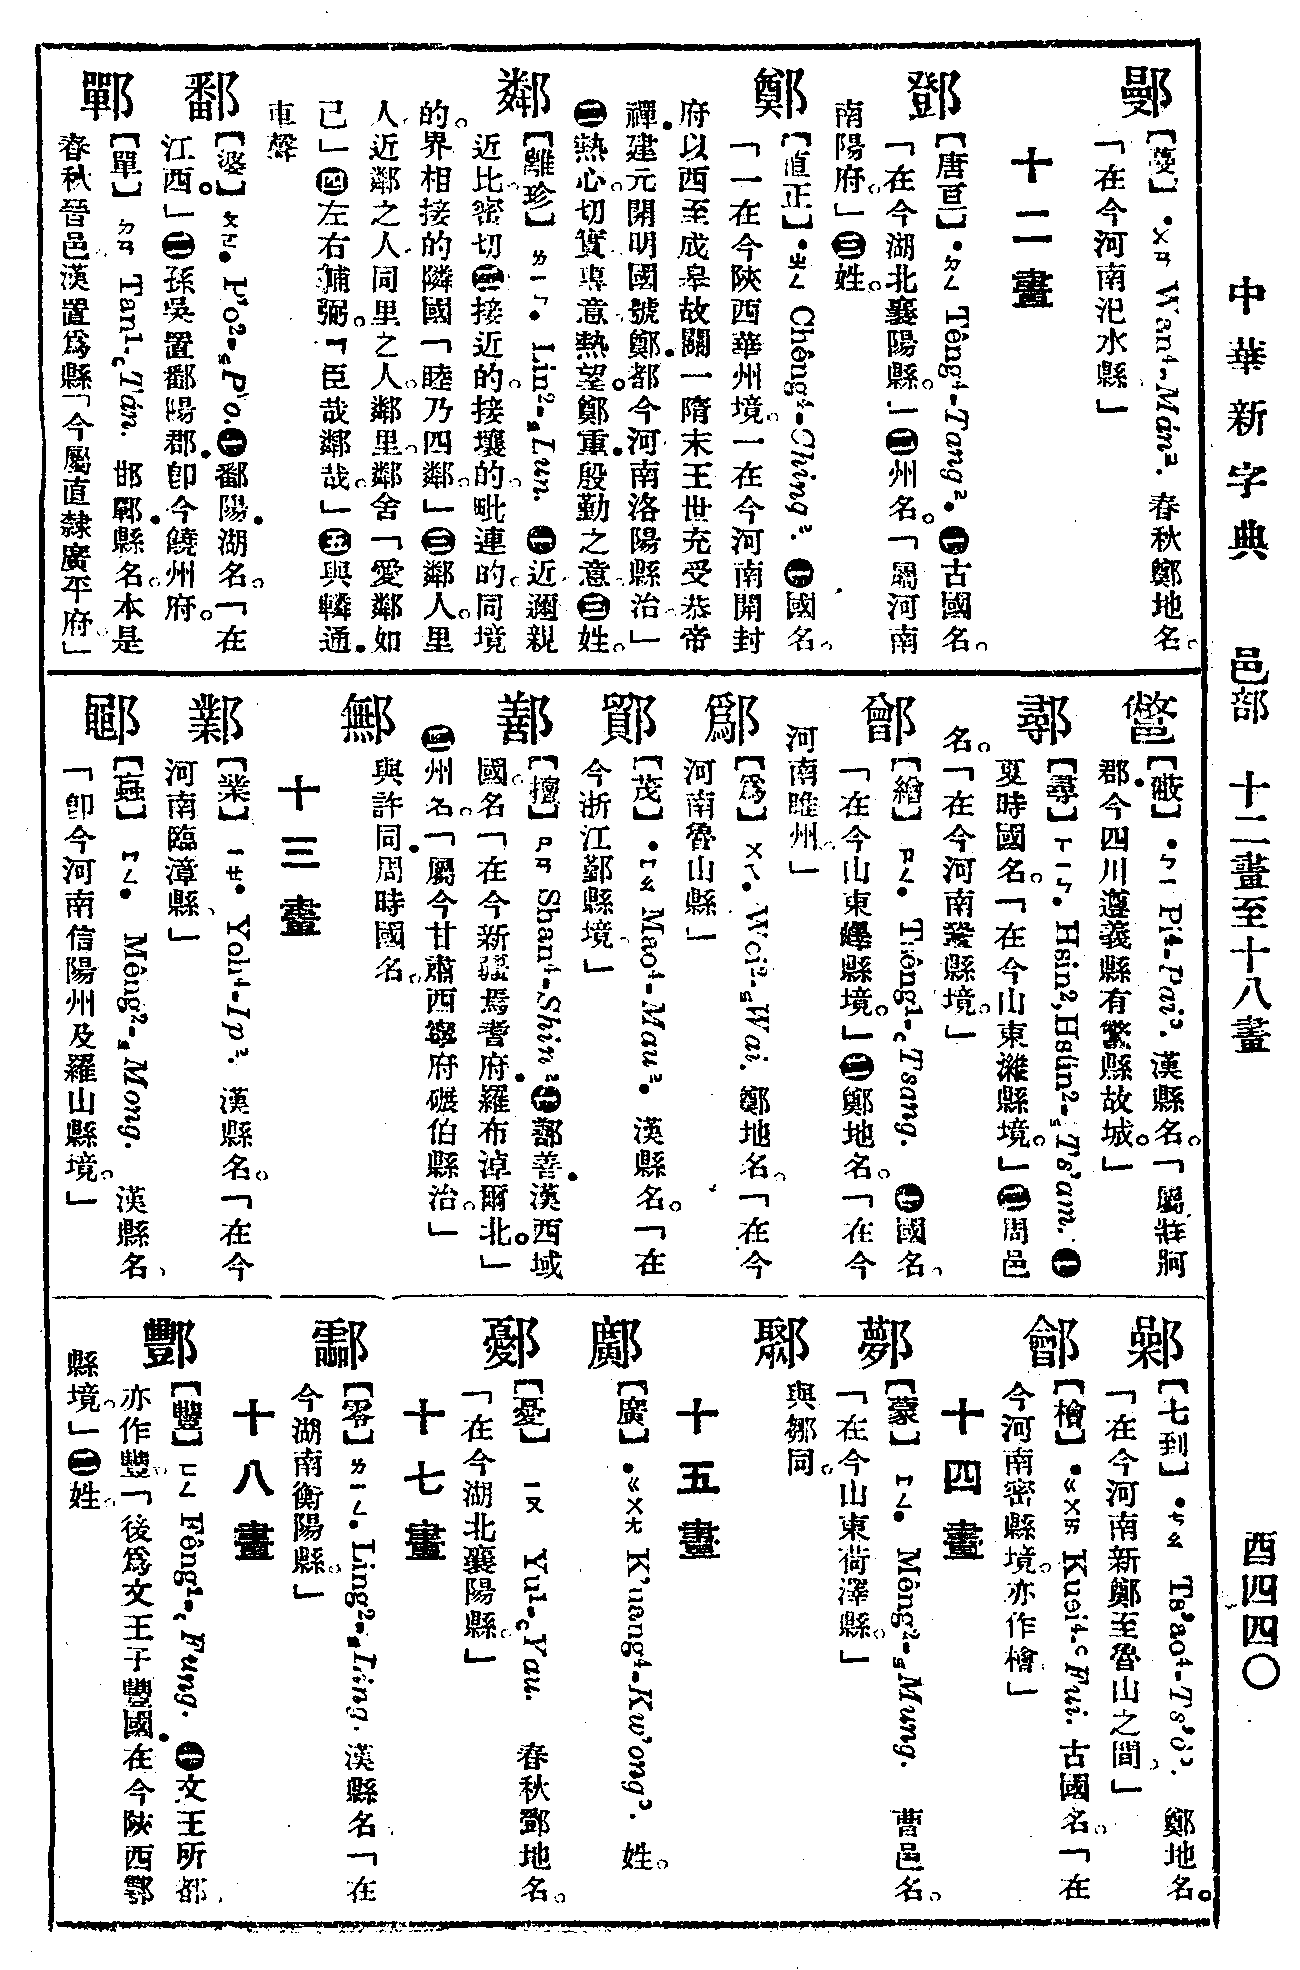 中華新字典　邑部　十二畫至十八畫　酉四四〇
鄤
【蔓】•ㄨㄢ Wan⁴-Mán². 春秋鄭地名。
「在今河南汜水縣」
十二畫
鄧
【唐亘】•ㄉㄥ Têng⁴-Tang². ㊀古國名。
「在今湖北襄陽縣。」㊁州名。「屬河南
南陽府。」㊂姓。
鄭
【直正】•ㄓㄥ Chêng⁴-Ching². ㊀國名。
「一在今陝西華州境。一在今河南開封
府以西至成皋故關一隋末王世充受恭帝
禪建元開明國號鄭都今河南洛陽縣治」
㊁熱心切實專意熱望鄭重殷勤之意㊂姓。
鄰
【離珍】ㄌㄧㄣ. Lin²-Lun. ㊀近邇親
近比密切㊁接近的。接壤的毗連的。同境
的。界相接的隣國「睦乃四鄰」㊂鄰人。里
人近鄰之人同里之人。鄰里鄰舍「愛鄰如
己」㊃左右輔弼。「臣哉鄰哉。」㊄與轔通
車聲
鄱
【婆】ㄆㄛ. P'o²-P'o. ㊀鄱陽湖名。「在
江西。」㊁孫吳置鄱陽郡。即今饒州府。
鄲
【單】ㄉㄢ Tan¹-Tán. 邯鄲縣名。本是
春秋晉邑漢置爲縣「今屬直隸廣平府」
鄨
【蔽】•ㄅㄧ Pi⁴-Pai². 漢縣名。「屬牂牁
郡今四川遵義縣有鱉縣故城。」
鄩
【尋】ㄒㄧㄣ. Hsin², Hsün²-Ts'am. ㊀
夏時國名。「在今山東濰縣境。」㊁周邑
名。「在今河南鞏縣境。」
鄫
【繒】ㄗㄥ. Tsêng¹-Tsang. ㊀國名。
「在今山東嶧縣境。」㊁鄭地名。「在今
河南睢州。」
鄬
【爲】ㄨㄟ. Wei²-Wai. 鄭地名。「在今
河南魯山縣」
鄮
【茂】•ㄇㄠ Mao⁴-Mau². 漢縣名。「在
今浙江鄞縣境」
鄯
【擅】ㄕㄢ Shan⁴-Shin² ㊀鄯善漢西域
國。名「在今新疆焉耆府羅布淖爾北。」
㊁州名。「屬今甘肅西寧府碾伯縣治。」
鄦
與許同周時國名。
十三畫
鄴
【業】ㄧㄝ. Yeh⁴-Ip². 漢縣名。「在今
河南臨漳縣」
鄳
【蝱】ㄇㄥ. Mêng²-Mong. 漢縣名。
「即今河南信陽州及羅山縣境。」
鄵
【七到】•ㄘㄠ Ts'ao⁴-Ts'ò². 鄭地名。
「在今河南新鄭至魯山之間」
鄶
【檜】•ㄍㄨㄞ Kuei⁴-Fui. 古國名。「在
今河南密縣境。亦作檜」
十四畫
鄸
【蒙】ㄇㄥ. Mêng²-Mung. 曹邑名。
「在今山東荷澤縣。」
鄹
與鄒同。
十五畫
鄺
【廣】•ㄍㄨㄤ K'uang⁴-Kw'ong². 姓。
鄾
【憂】ㄧㄡ Yu¹-Yau. 春秋鄧地名。
「在今湖北襄陽縣。」
十七畫
酃
【零】ㄌㄧㄥ. Ling²-Ling. 漢縣名「在
今湖南衡陽縣。」
十八畫
酆
【豐】ㄈㄥ Fêng¹-Fung. ㊀文王所都
亦作豐「後爲文王子豐國。在今陝西鄠
縣境。」㊁姓。